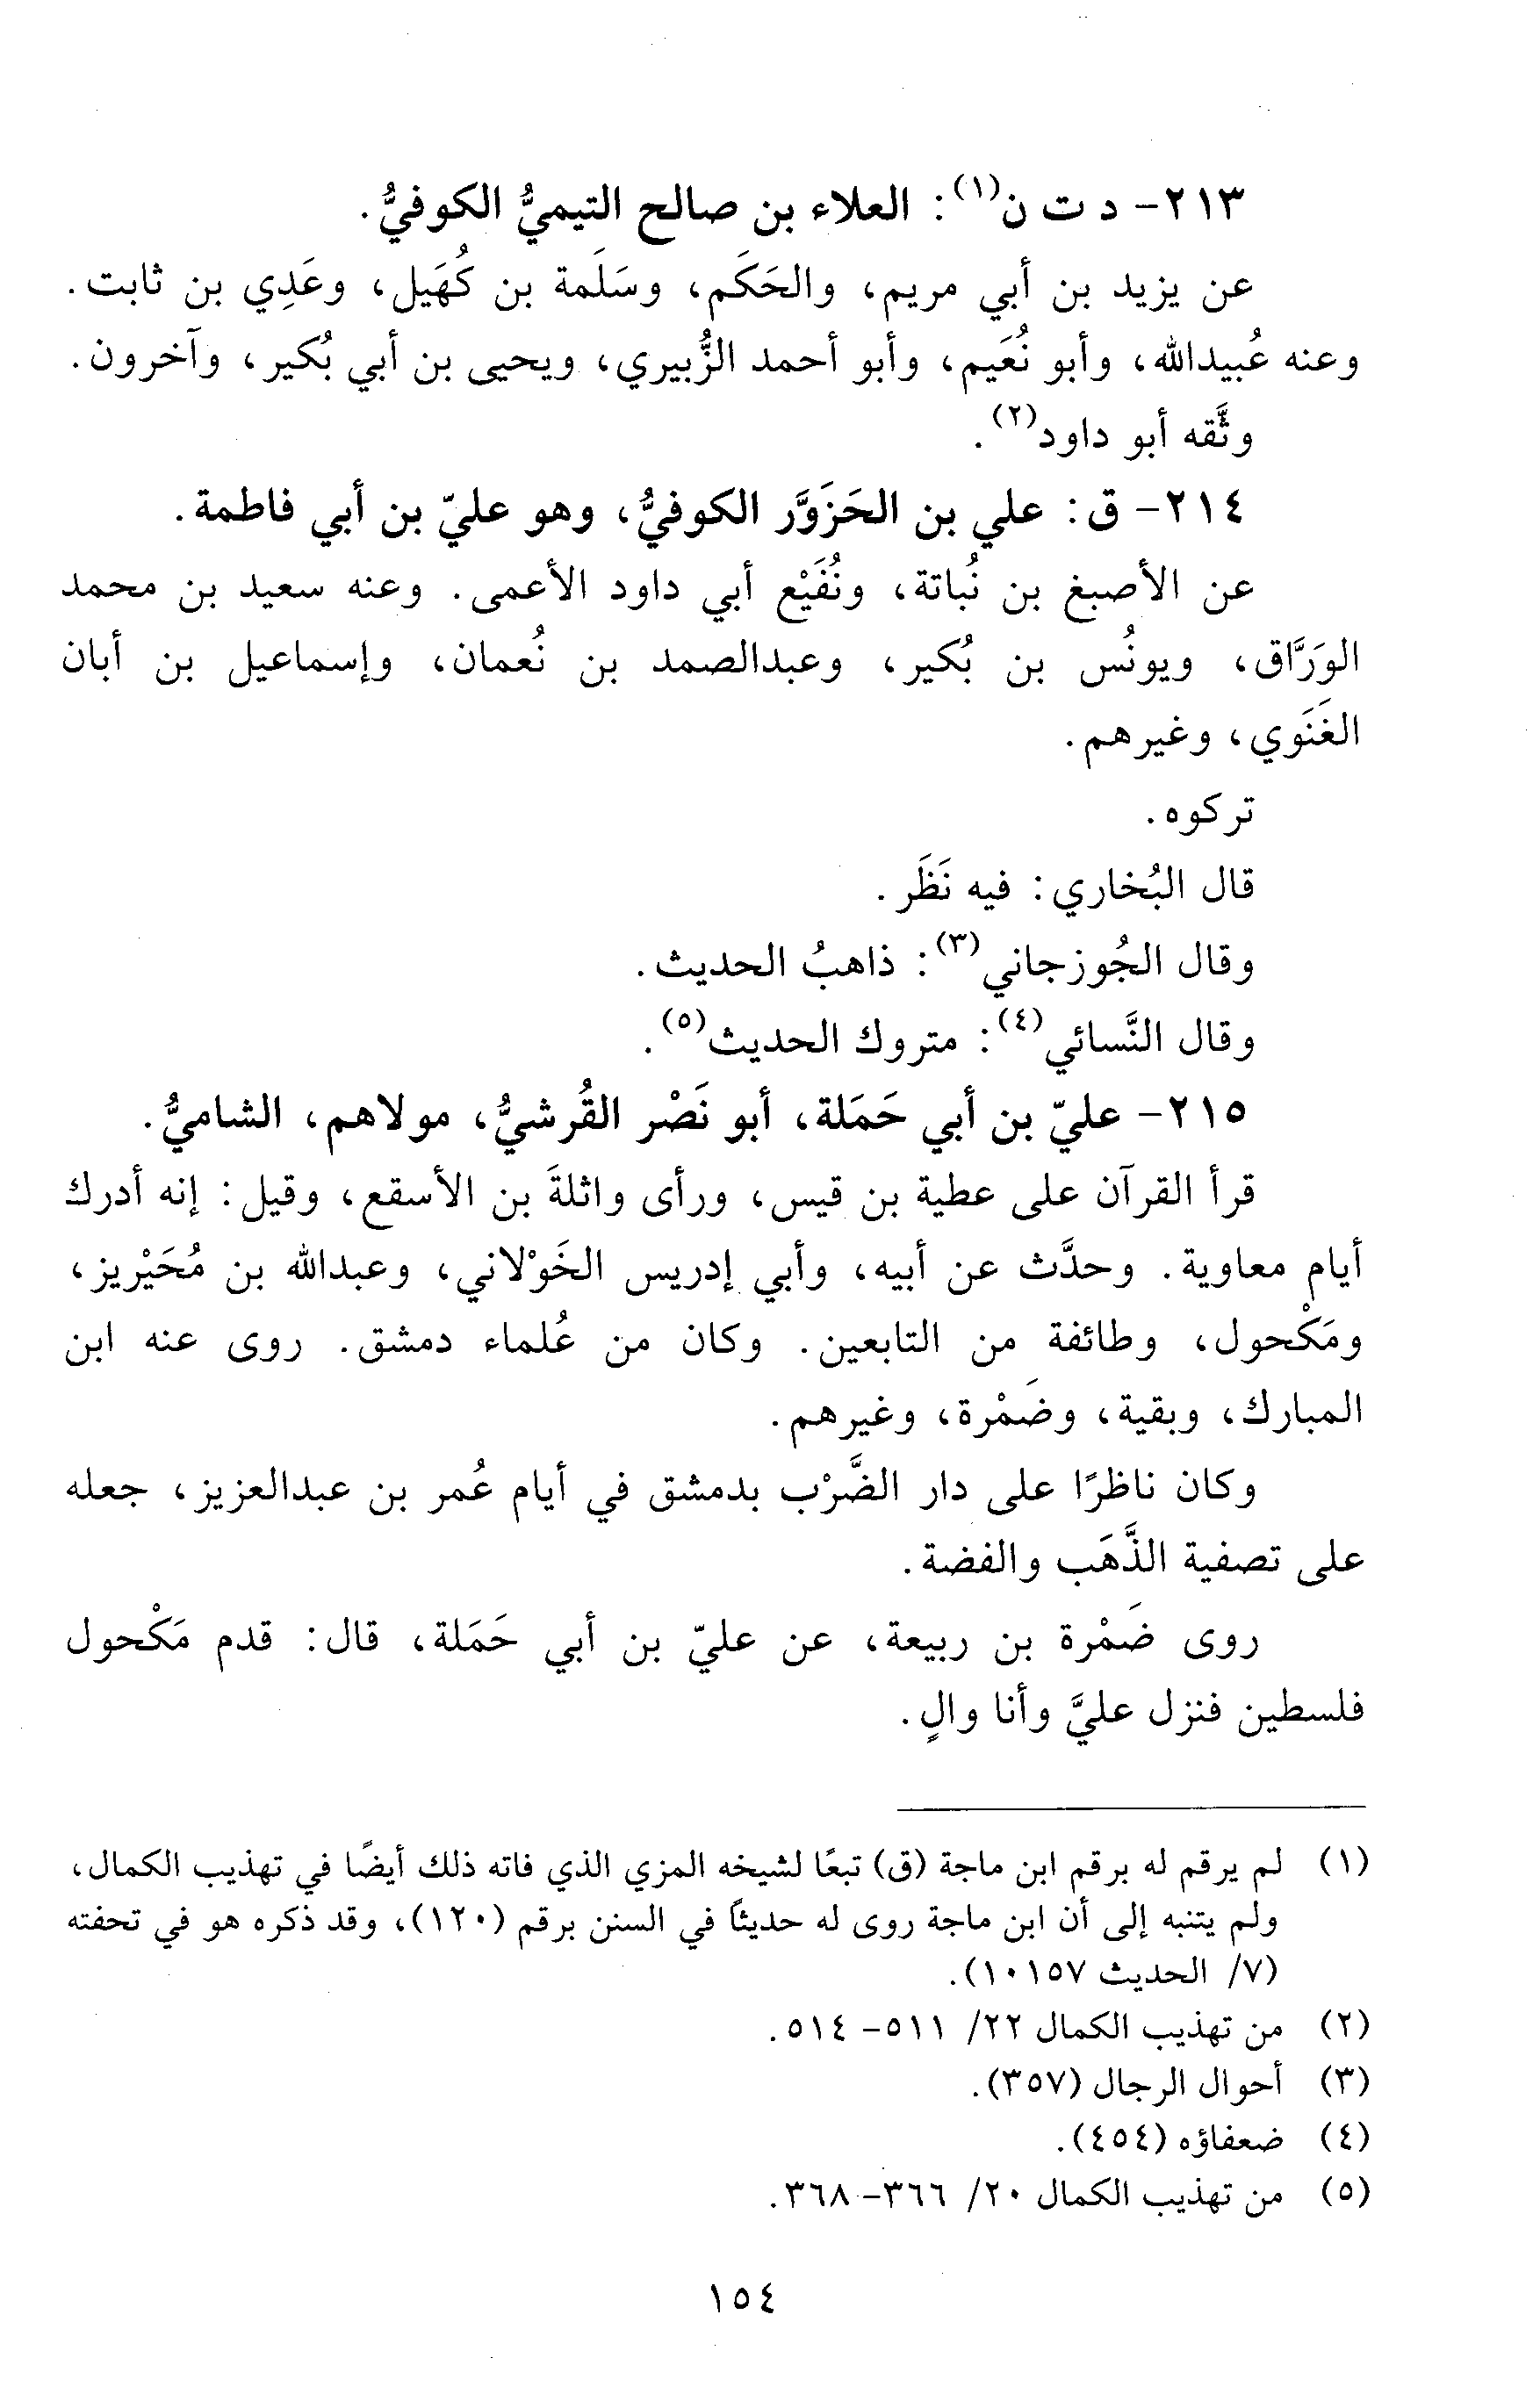 ٢١٣- د ت ن(١): العلاء بن صالح التيميُّ الكوفيُّ.
عن يزيد بن أبي مريم، والحَكَم، وسَلَمة بن كُهَيل، وعَدِي بن ثابت.
وعنه عُبيدالله، وأبو نُعَيم، وأبو أحمد الزُّبيري، ويحيى بن أبي بُكير، وآخرون.
وثَّقه أبو داود(٢).
٢١٤- ق: علي بن الحَزَوَّر الكوفيُّ، وهو عليّ بن أبي فاطمة.
عن الأصبغ بن نُباتة، ونُفَيْع أبي داود الأعمى. وعنه سعيد بن محمد
الوَرَّاق، ويونُس بن بُكير، وعبدالصمد بن نُعمان، وإسماعيل بن أبان
الغَنَوي، وغيرهم.
تركوه.
قال البُخاري: فيه نَظَر.
وقال الجُوزجاني(٣): ذاهبُ الحديث.
وقال النَّسائي(٤): متروك الحديث(٥).
٢١٥- عليّ بن أبي حَمَلة، أبو نَصْر القُرشيُّ، مولاهم، الشاميُّ.
قرأ القرآن على عطية بن قيس، ورأى واثلةَ بن الأسقع، وقيل: إنه أدرك
أيام معاوية. وحدَّث عن أبيه، وأبي إدريس الخَوْلاني، وعبدالله بن مُحَيْريز،
ومَكْحول، وطائفة من التابعين. وكان من عُلماء دمشق. روى عنه ابن
المبارك، وبقية، وضَمْرة، وغيرهم.
وكان ناظرًا على دار الضَّرْب بدمشق في أيام عُمر بن عبدالعزيز، جعله
على تصفية الذَّهَب والفضة.
روى ضَمْرة بن ربيعة، عن عليّ بن أبي حَمَلة، قال: قدم مَكْحول
فلسطين فنزل عليَّ وأنا والٍ.
(١) لم يرقم له برقم ابن ماجة (ق) تبعًا لشيخه المزي الذي فاته ذلك أيضًا في تهذيب الكمال،
ولم يتنبه إلى أن ابن ماجة روى له حديثًا في السنن برقم (١٢٠)، وقد ذكره هو في تحفته
(٧/ الحديث ١٠١٥٧).
(٢) من تهذيب الكمال ٢٢/ ٥١١- ٥١٤.
(٣) أحوال الرجال (٣٥٧).
(٤) ضعفاؤه (٤٥٤).
(٥) من تهذيب الكمال ٢٠/ ٣٦٦- ٣٦٨.
١٥٤